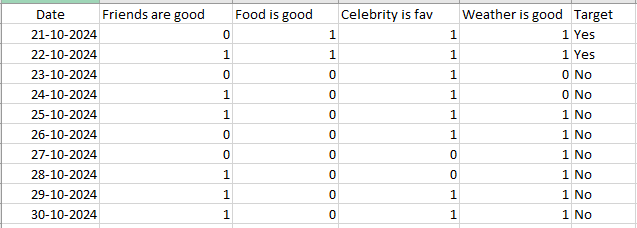 Date Friends are good Food is good Celebrity is fav Weather is good Target
21-10-2024 0 1 1 1 Yes
22-10-2024 1 1 1 1 Yes
23-10-2024 0 0 1 0 No
24-10-2024 1 0 1 0 No
25-10-2024 1 0 1 1 No
26-10-2024 0 0 1 1 No
27-10-2024 0 0 0 1 No
28-10-2024 1 0 0 1 No
29-10-2024 1 0 1 1 No
30-10-2024 1 0 1 1 No